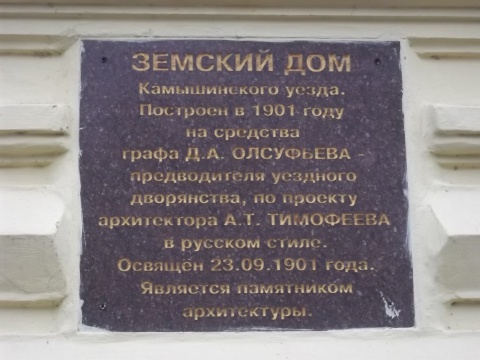 ЗЕМСКИЙ ДОМ
Камышинского уезда.
Построен в 1901 году
на средства
графа Д.А. ОЛСУФЬЕВА -
предводителя уездного
дворянства, по проекту
архитектора А.Т. ТИМОФЕЕВА
в русском стиле.
Освящён 23.09.1901 года.
Является памятником
архитектуры.